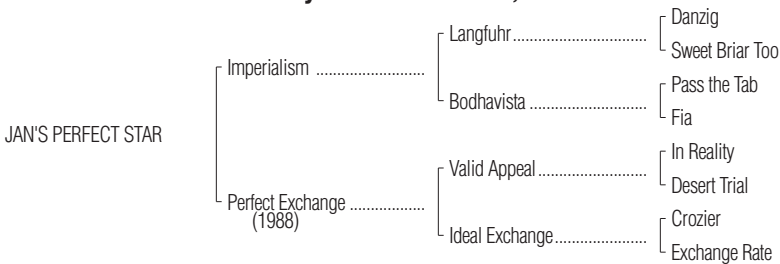 Danzig
Langfuhr
Sweet Briar Too
Imperialism
Pass the Tab
Bodhavista
Fia
JAN'S PERFECT STAR
In Reality
Valid Appeal
Desert Trial
Perfect Exchange
(1988)
Crozier
Ideal Exchange
Exchange Rate